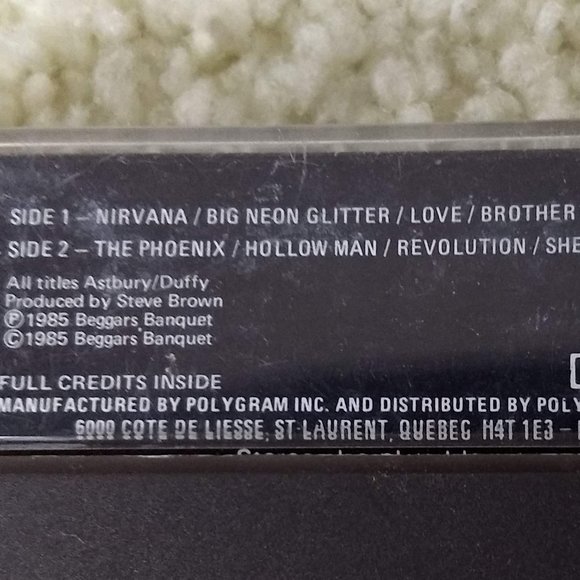 SIDE 1 – NIRVANA / BIG NEON GLITTER / LOVE / BROTHER
SIDE 2 – THE PHOENIX / HOLLOW MAN / REVOLUTION / SHE
All titles Astbury/Duffy
Produced by Steve Brown
Ⓟ1985 Beggars Banquet
©1985 Beggars Banquet
FULL CREDITS INSIDE
MANUFACTURED BY POLYGRAM INC. AND DISTRIBUTED BY POLY
6000 COTE DE LIESSE, ST-LAURENT, QUEBEC H4T 1E3 –